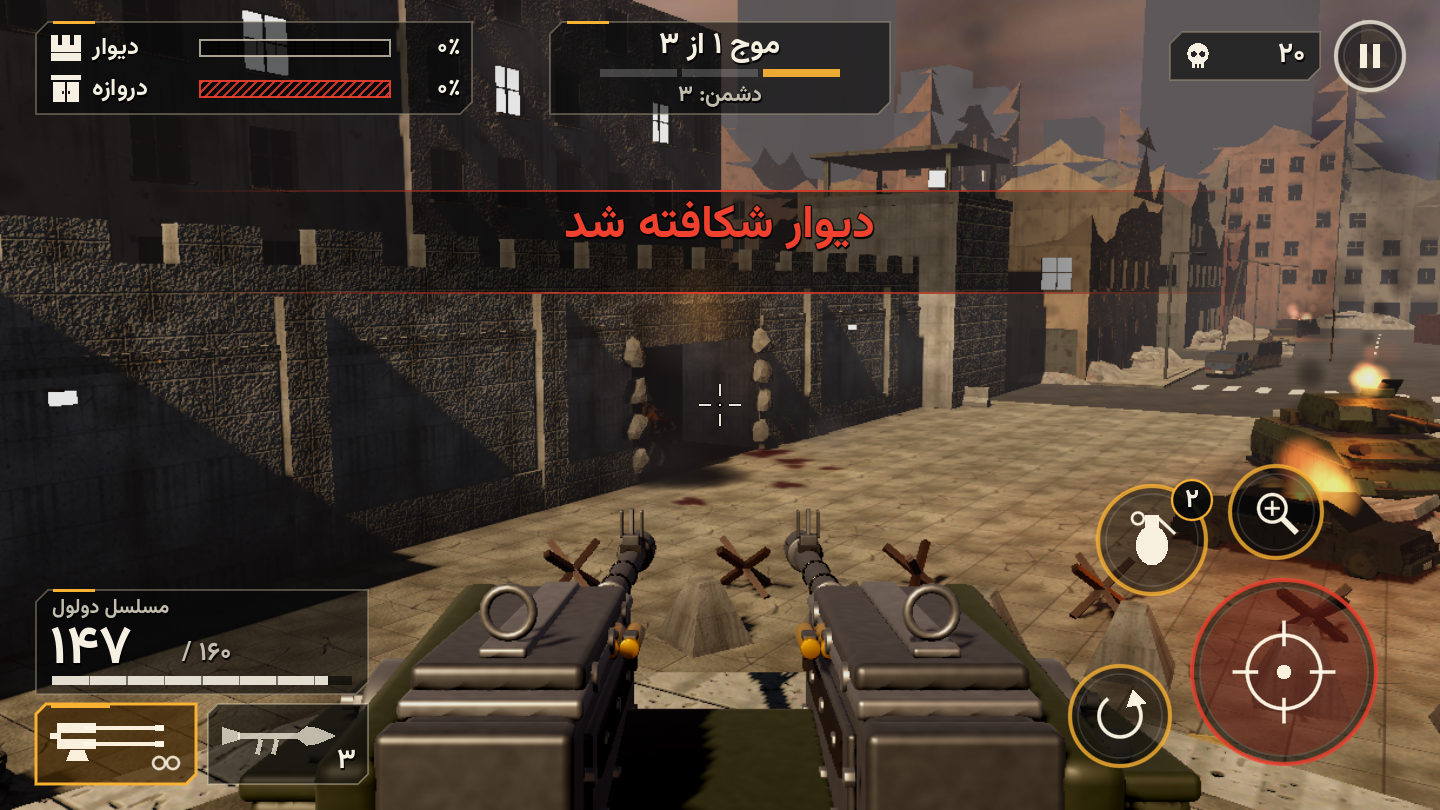 دیوار ۰٪
دروازه ۰٪
موج ۱ از ۳
دشمن: ۳
۲۰
دیوار شکافته شد
۲
مسلسل دولول
۱۴۷ / ۱۶۰
∞
۳